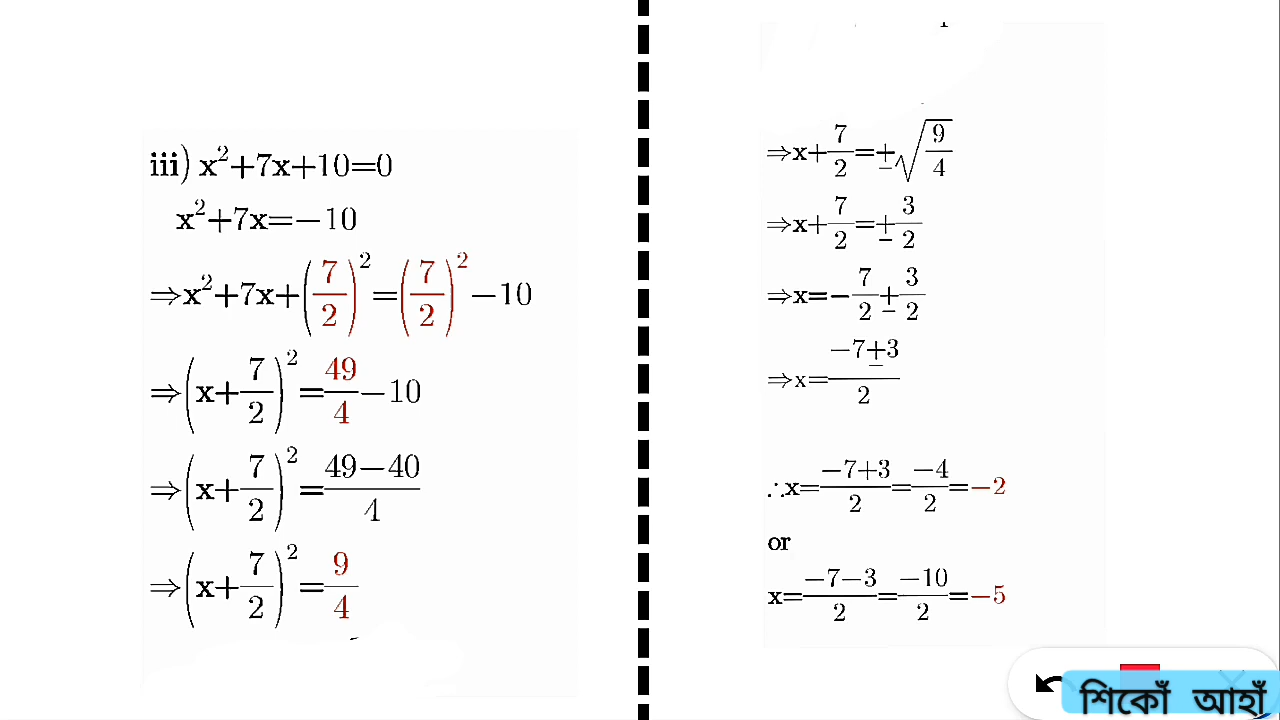 iii) x²+7x+10=0
x²+7x=−10
⇒x²+7x+(7/2)²=(7/2)²−10
⇒(x+7/2)²=49/4−10
⇒(x+7/2)²=(49−40)/4
⇒(x+7/2)²=9/4
⇒x+7/2=±√(9/4)
⇒x+7/2=±3/2
⇒x=−7/2±3/2
⇒x=(−7±3)/2
∴x=(−7+3)/2=−4/2=−2
or
x=(−7−3)/2=−10/2=−5
শিকোঁ আহাঁ